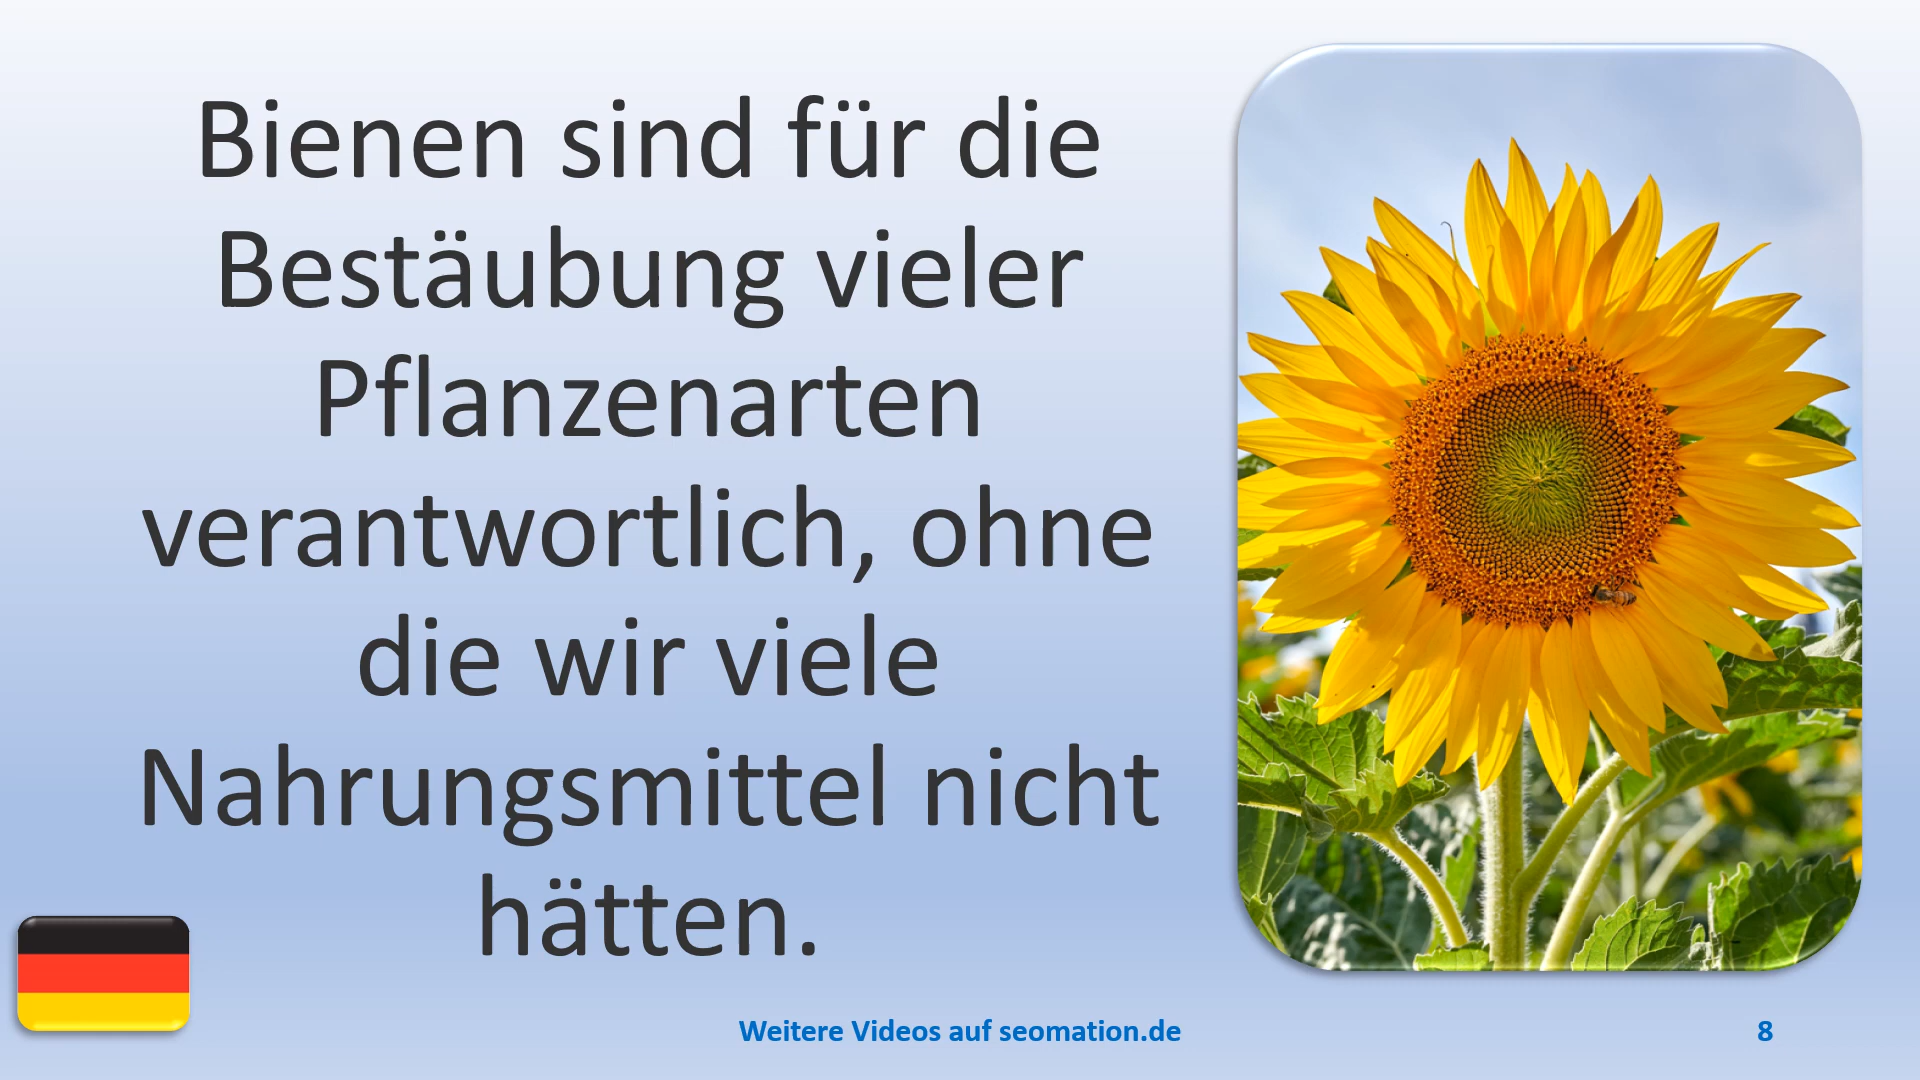 Bienen sind für die
Bestäubung vieler
Pflanzenarten
verantwortlich, ohne
die wir viele
Nahrungsmittel nicht
hätten.
Weitere Videos auf seomation.de
8